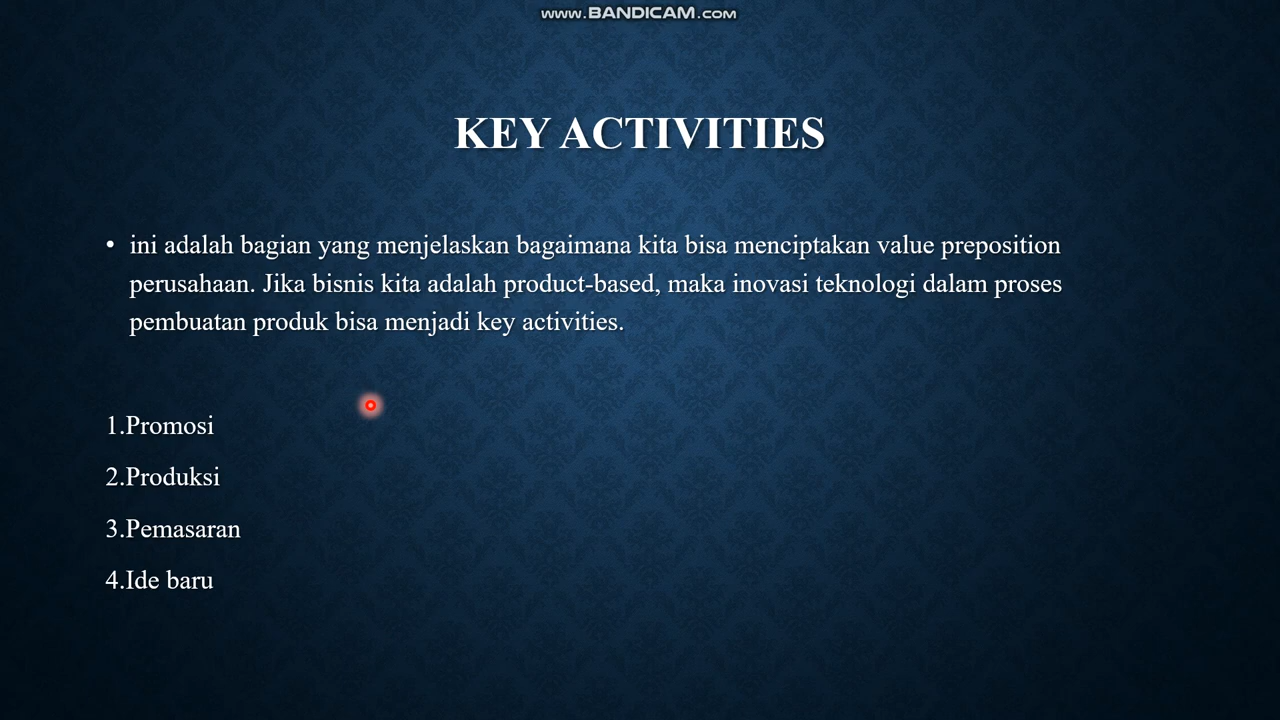 www.BANDICAM.com
KEY ACTIVITIES
• ini adalah bagian yang menjelaskan bagaimana kita bisa menciptakan value preposition
perusahaan. Jika bisnis kita adalah product-based, maka inovasi teknologi dalam proses
pembuatan produk bisa menjadi key activities.
1.Promosi
2.Produksi
3.Pemasaran
4.Ide baru